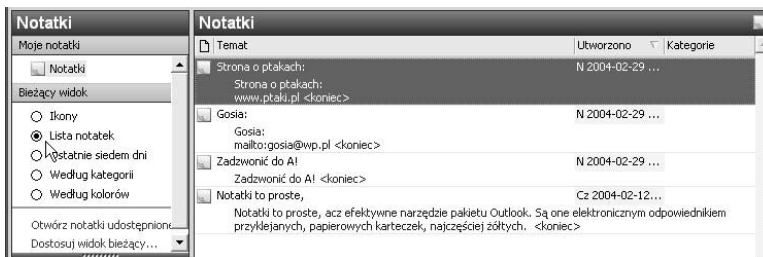 Notatki
Moje notatki
Notatki
Bieżący widok
Ikony
Lista notatek
Ostatnie siedem dni
Według kategorii
Według kolorów
Otwórz notatki udostępnione
Dostosuj widok bieżący...
Notatki
Temat Utworzono Kategorie
Strona o ptakach: N 2004-02-29 ...
Strona o ptakach:
www.ptaki.pl <koniec>
Gosia: N 2004-02-29 ...
Gosia:
mailto:gosia@wp.pl <koniec>
Zadzwonić do A! N 2004-02-29 ...
Zadzwonić do A! <koniec>
Notatki to proste, Cz 2004-02-12...
Notatki to proste, acz efektywne narzędzie pakietu Outlook. Są one elektronicznym odpowiednikiem
przyklejanych, papierowych karteczek, najczęściej żółtych. <koniec>